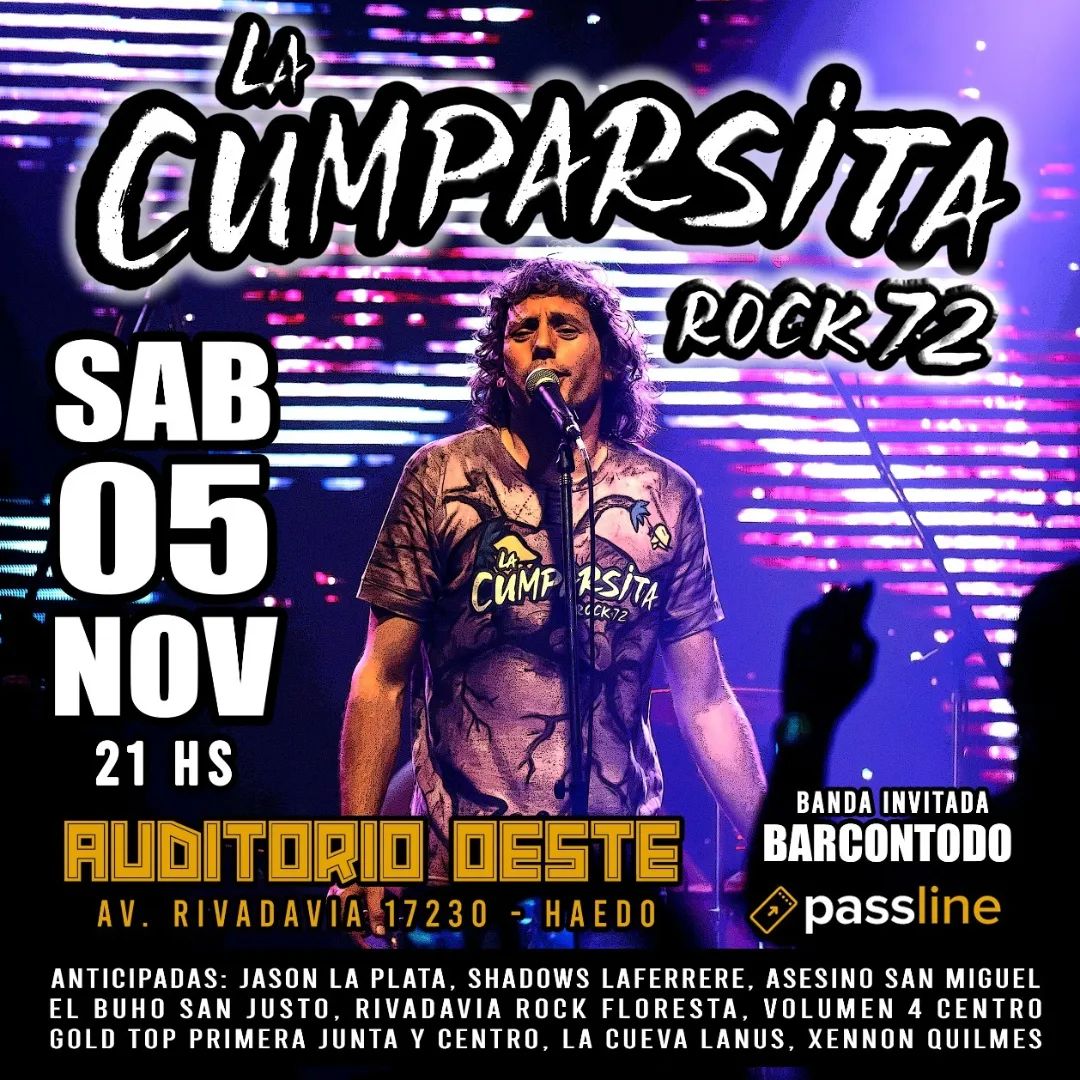 LA
CUMPARSITA
ROCK 72
SAB
05
NOV
21 HS
LA
CUMPARSITA
ROCK 72
AUDITORIO OESTE
AV. RIVADAVIA 17230 - HAEDO
BANDA INVITADA
BARCONTODO
passline
ANTICIPADAS: JASON LA PLATA, SHADOWS LAFERRERE, ASESINO SAN MIGUEL
EL BUHO SAN JUSTO, RIVADAVIA ROCK FLORESTA, VOLUMEN 4 CENTRO
GOLD TOP PRIMERA JUNTA Y CENTRO, LA CUEVA LANUS, XENNON QUILMES